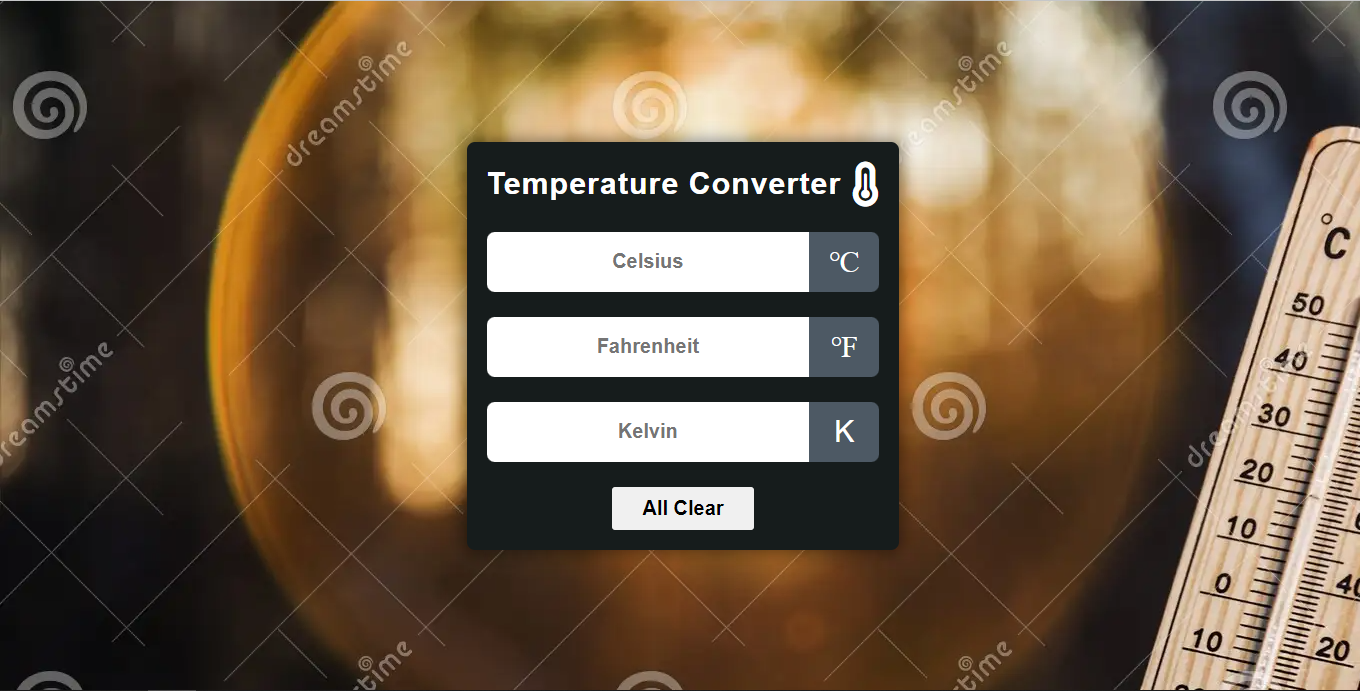 dreamstime
dreamstime
dreamstime
Temperature Converter
Celsius
℃
Fahrenheit
℉
Kelvin
K
All Clear
°C
50
40
30
20
10
0
10
20
dreamstime
dreamstime
dreamstime
dreamstime